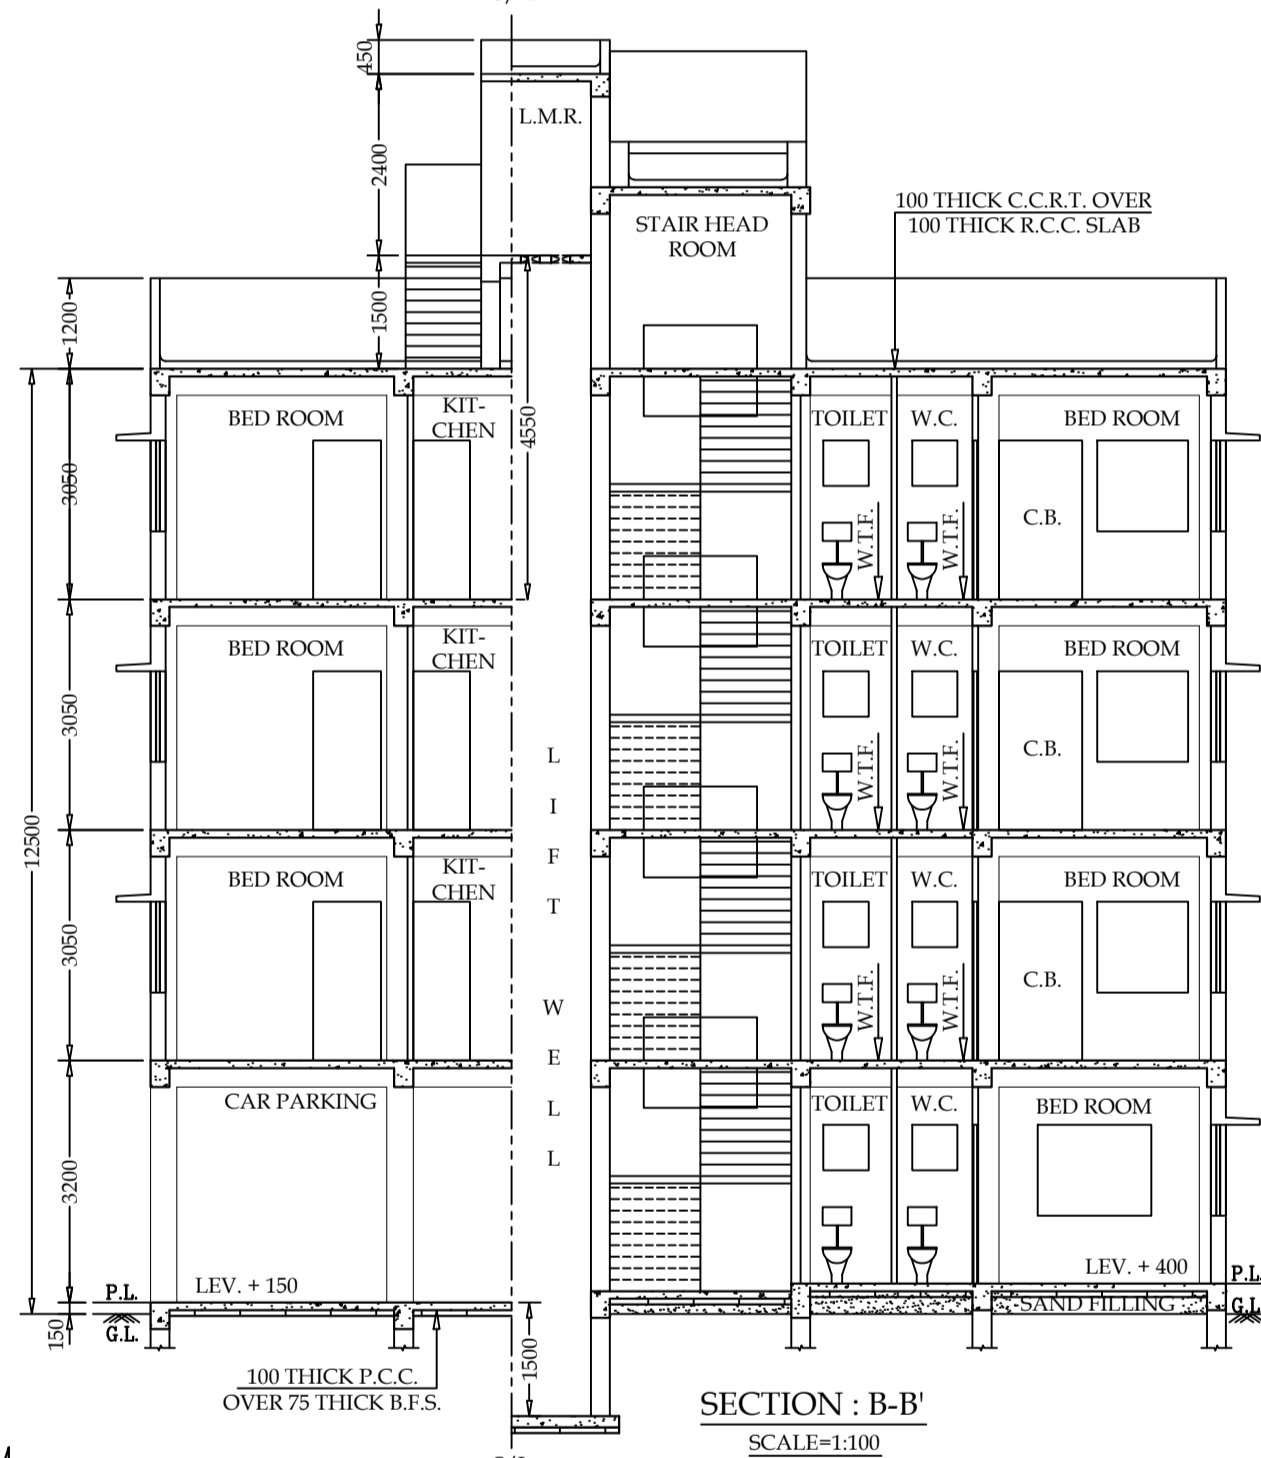 450
L.M.R.
2400
STAIR HEAD
ROOM
100 THICK C.C.R.T. OVER
100 THICK R.C.C. SLAB
1200
1500
4550
BED ROOM
KIT-
CHEN
TOILET
W.C.
BED ROOM
3050
W.T.F.
W.T.F.
C.B.
BED ROOM
KIT-
CHEN
TOILET
W.C.
BED ROOM
3050
W.T.F.
W.T.F.
C.B.
12500
LIFT WELL
BED ROOM
KIT-
CHEN
TOILET
W.C.
BED ROOM
3050
W.T.F.
W.T.F.
C.B.
CAR PARKING
TOILET
W.C.
BED ROOM
3200
LEV. + 150
LEV. + 400
P.L.
P.L.
G.L.
G.L.
150
SAND FILLING
1500
100 THICK P.C.C.
OVER 75 THICK B.F.S.
SECTION : B-B'
SCALE=1:100